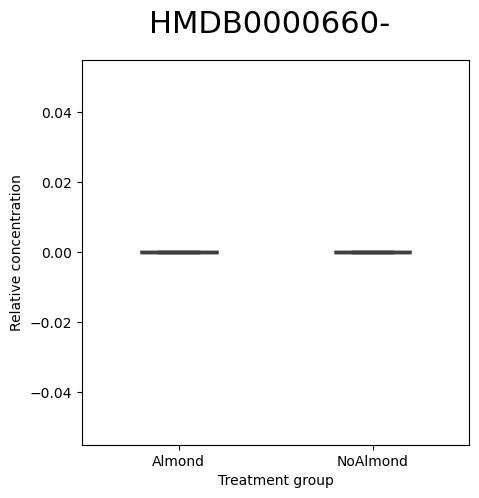 HMDB0000660-
Relative concentration
0.04
0.02
0.00
−0.02
−0.04
Almond
NoAlmond
Treatment group